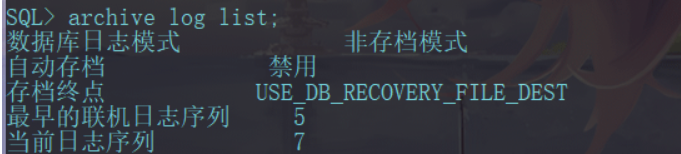 SQL> archive log list;
数据库日志模式 非存档模式
自动存档 禁用
存档终点 USE_DB_RECOVERY_FILE_DEST
最早的联机日志序列 5
当前日志序列 7